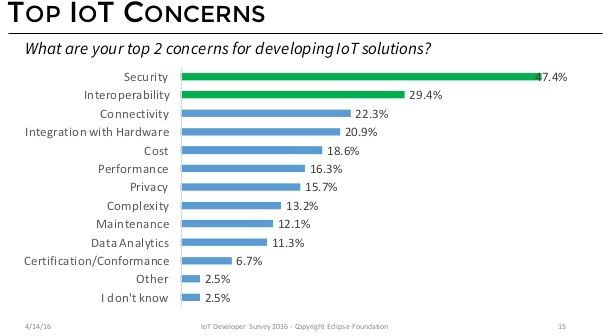 TOP IOT CONCERNS
What are your top 2 concerns for developing IoT solutions?
Security 47.4%
Interoperability 29.4%
Connectivity 22.3%
Integration with Hardware 20.9%
Cost 18.6%
Performance 16.3%
Privacy 15.7%
Complexity 13.2%
Maintenance 12.1%
Data Analytics 11.3%
Certification/Conformance 6.7%
Other 2.5%
I don't know 2.5%
4/14/16 IoT Developer Survey 2016 - Copyright Eclipse Foundation 15